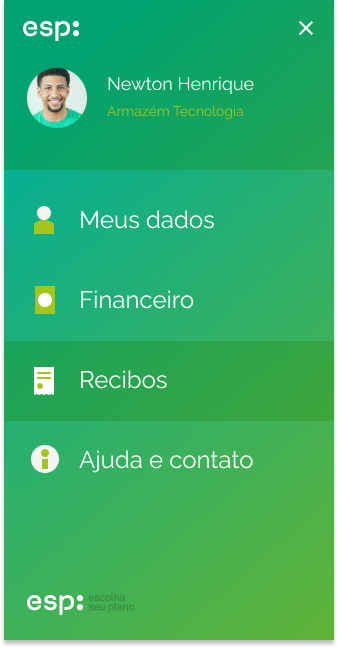 esp:
Newton Henrique
Armazém Tecnologia
Meus dados
Financeiro
Recibos
Ajuda e contato
esp: escolha
seu plano